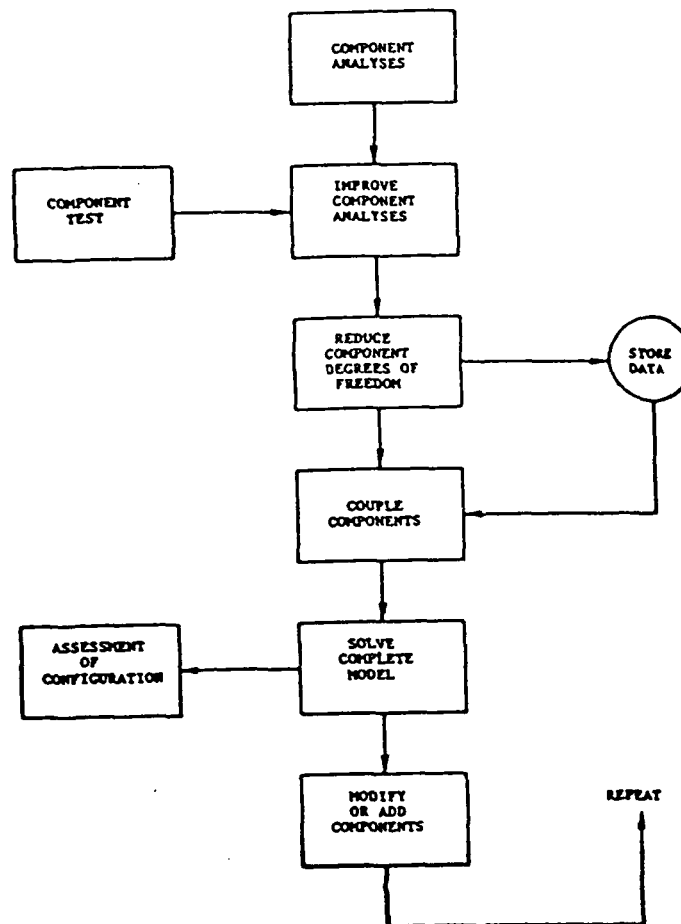 COMPONENT
ANALYSES
IMPROVE
COMPONENT
ANALYSES
COMPONENT
TEST
REDUCE
COMPONENT
DEGREES OF
FREEDOM
STORE
DATA
COUPLE
COMPONENTS
SOLVE
COMPLETE
MODEL
ASSESSMENT
OF
CONFIGURATION
MODIFY
OR ADD
COMPONENTS
REPEAT